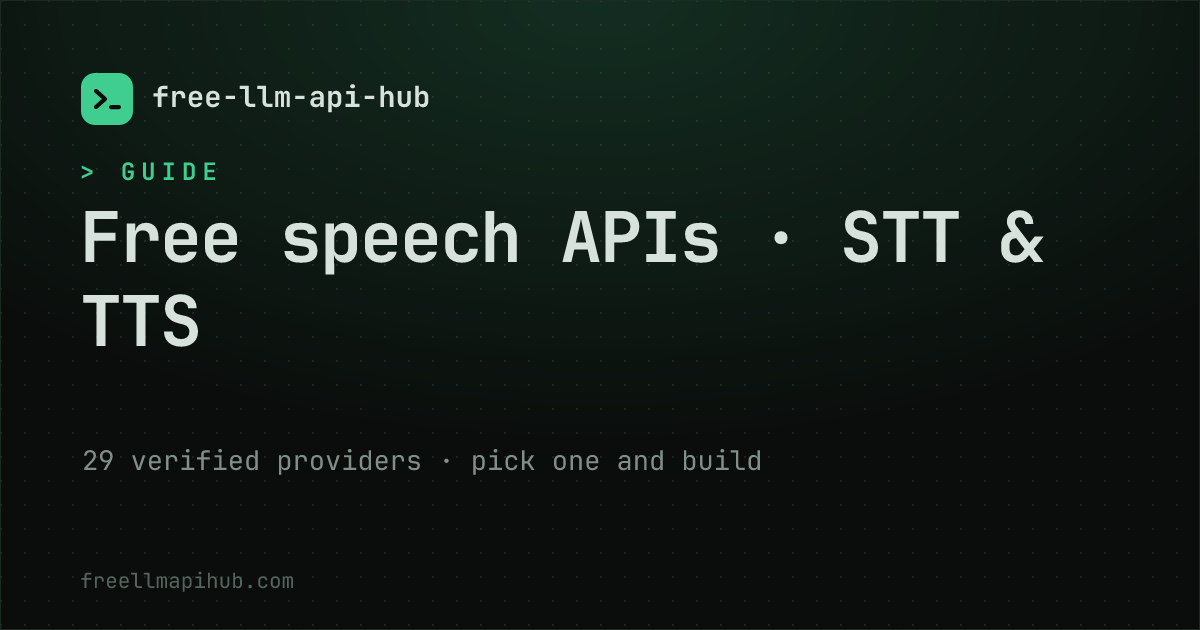 free-llm-api-hub
> GUIDE
Free speech APIs · STT &
TTS
29 verified providers · pick one and build
freellmapihub.com